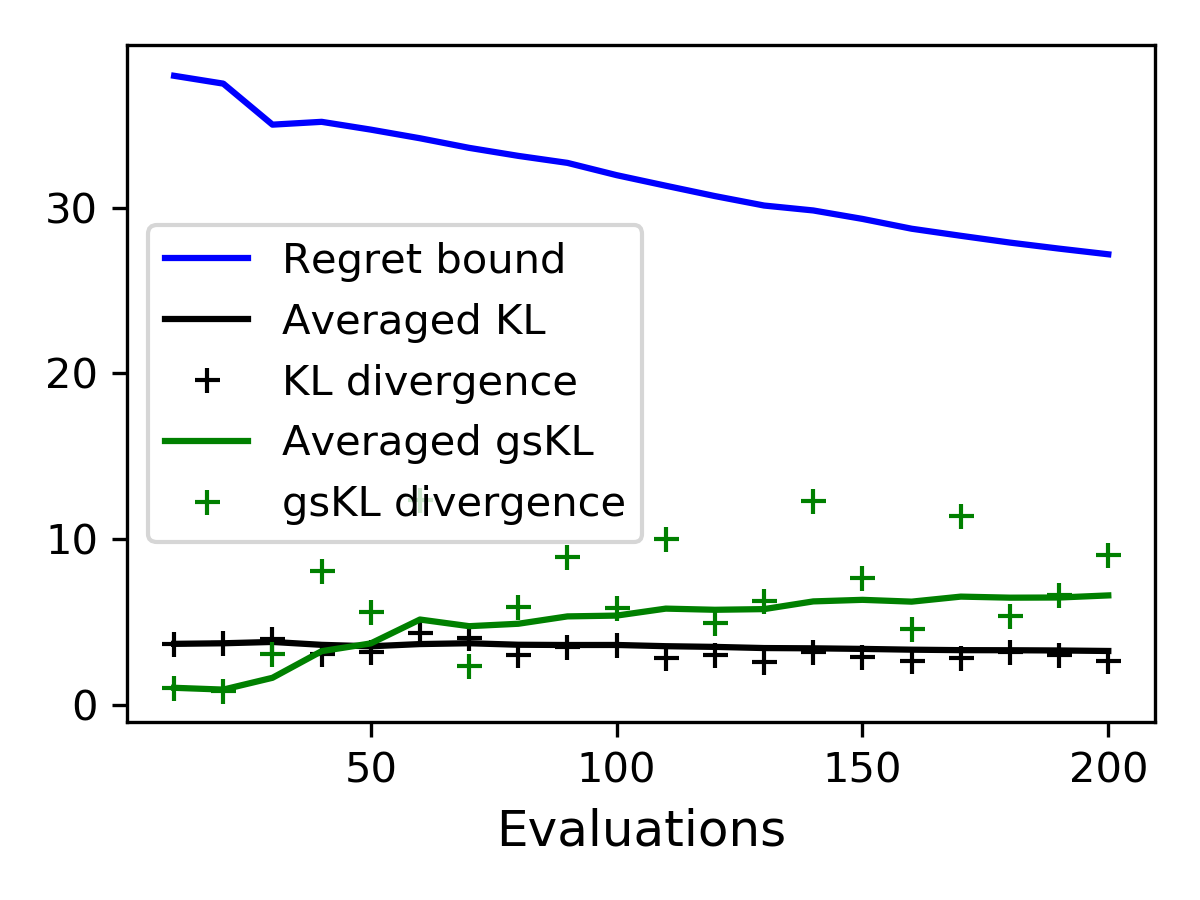 30
20
10
0
Regret bound
Averaged KL
KL divergence
Averaged gsKL
gsKL divergence
50 100 150 200
Evaluations